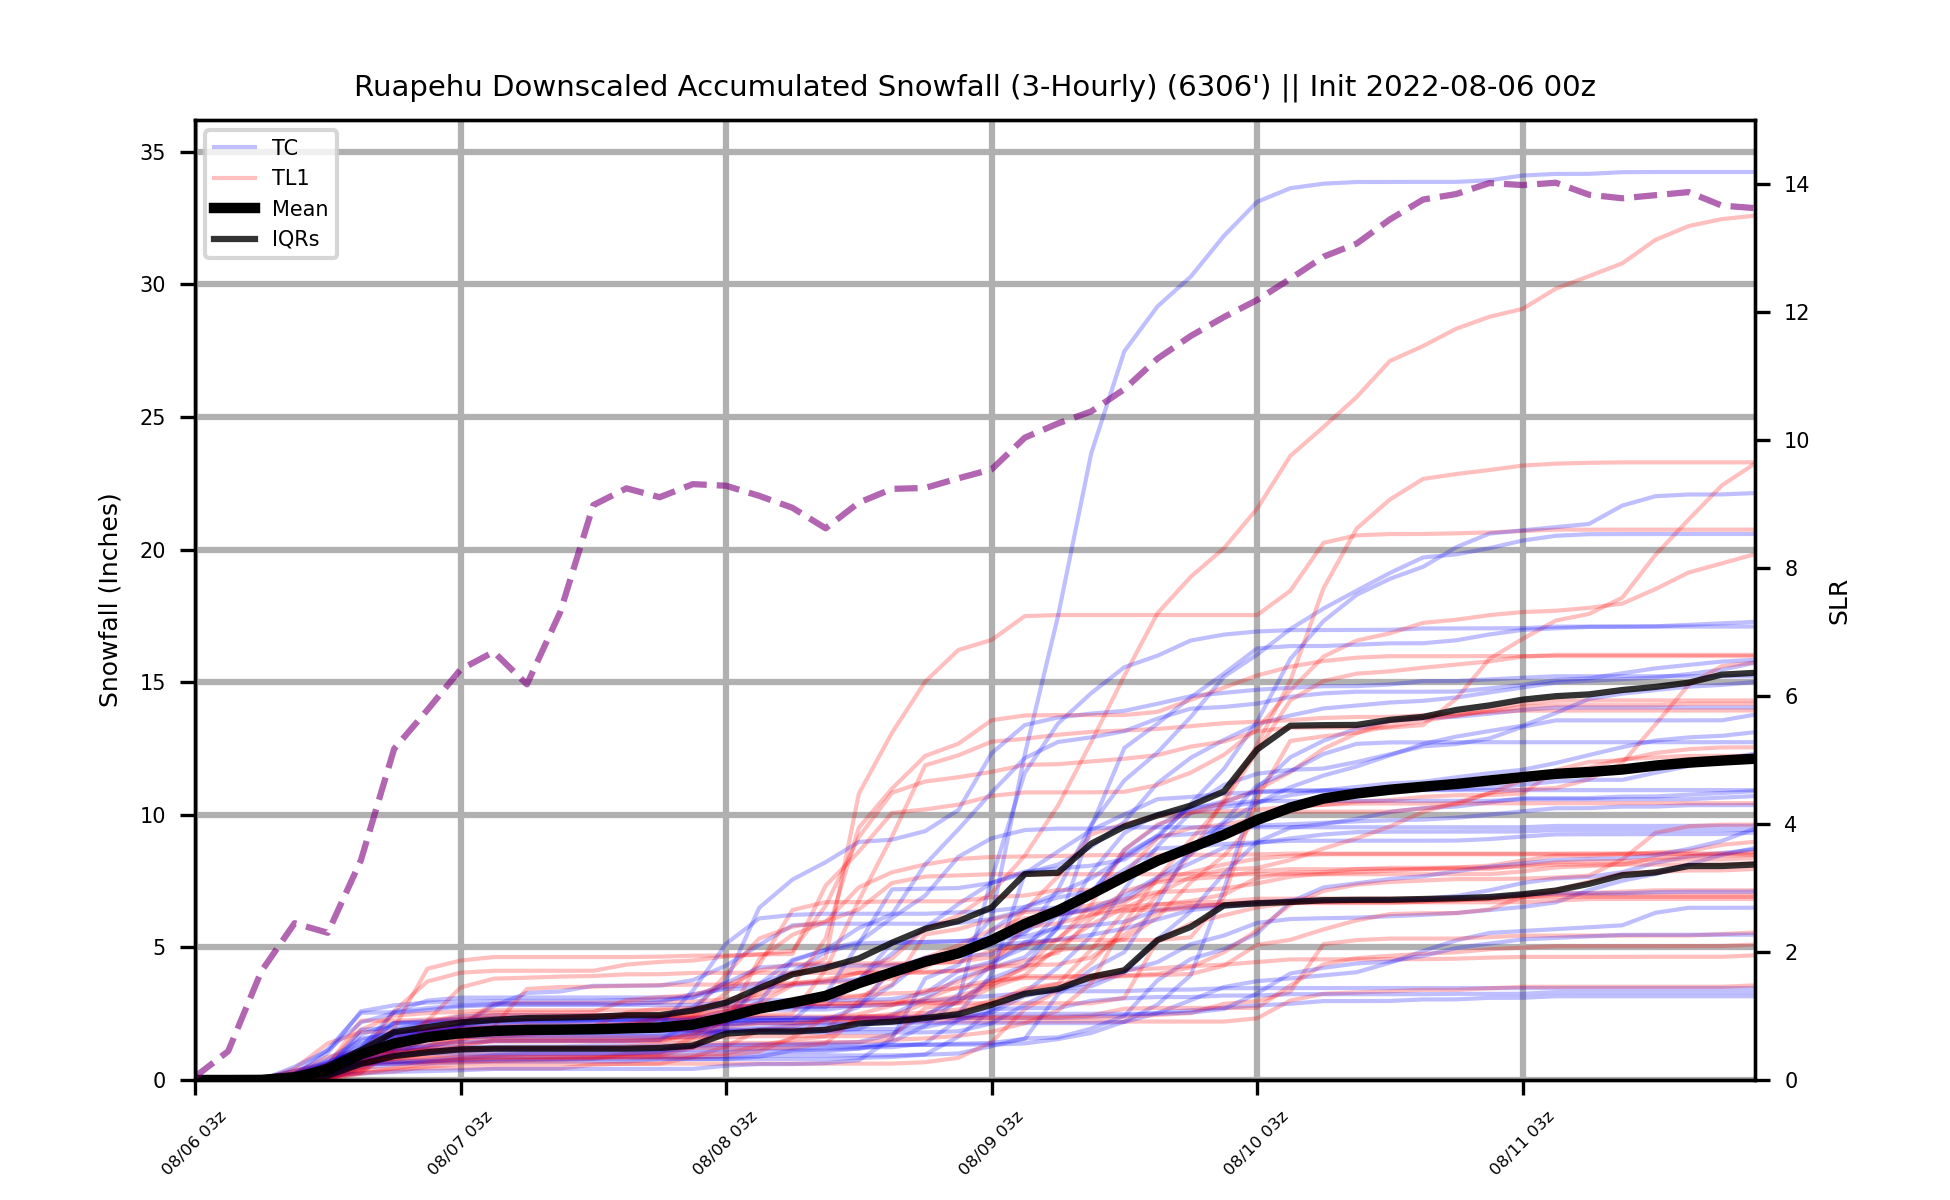 Ruapehu Downscaled Accumulated Snowfall (3-Hourly) (6306') || Init 2022-08-06 00z
TC
TL1
Mean
IQRs
Snowfall (Inches)
35
30
25
20
15
10
5
0
14
12
10
8
6
4
2
0
SLR
08/06 03z
08/07 03z
08/08 03z
08/09 03z
08/10 03z
08/11 03z